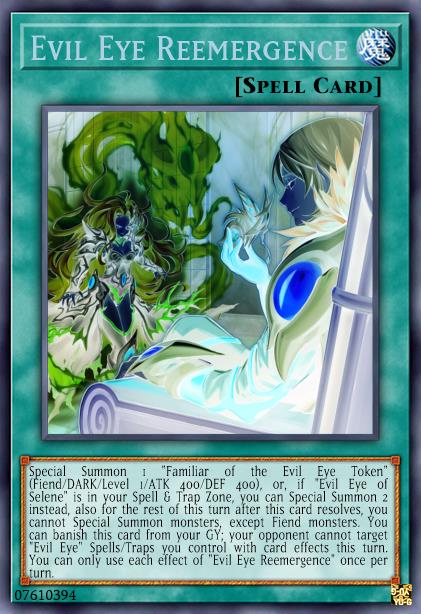 Evil Eye Reemergence
魔
[Spell Card]
Special Summon 1 "Familiar of the Evil Eye Token"
(Fiend/DARK/Level 1/ATK 400/DEF 400), or, if "Evil Eye of
Selene" is in your Spell & Trap Zone, you can Special Summon 2
instead, also for the rest of this turn after this card resolves, you
cannot Special Summon monsters, except Fiend monsters. You
can banish this card from your GY; your opponent cannot target
"Evil Eye" Spells/Traps you control with card effects this turn.
You can only use each effect of "Evil Eye Reemergence" once per
turn.
07610394